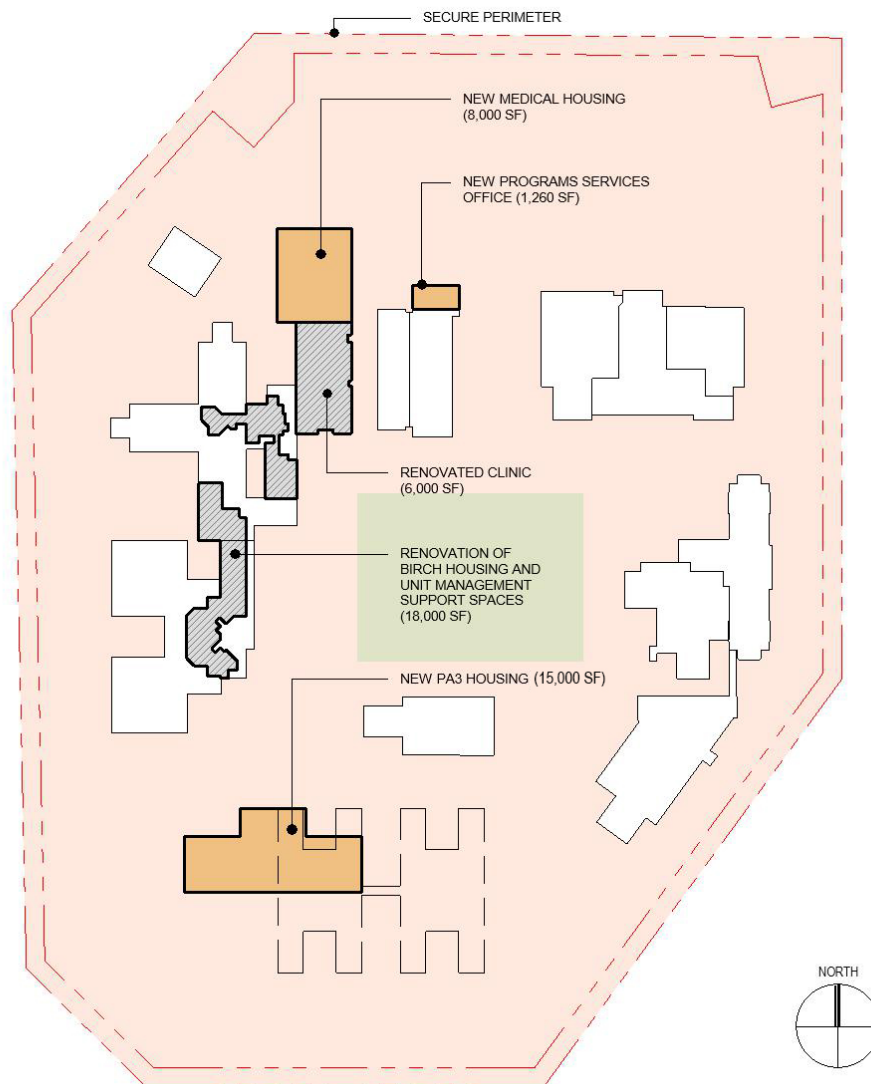 SECURE PERIMETER
NEW MEDICAL HOUSING
(8,000 SF)
NEW PROGRAMS SERVICES
OFFICE (1,260 SF)
RENOVATED CLINIC
(6,000 SF)
RENOVATION OF
BIRCH HOUSING AND
UNIT MANAGEMENT
SUPPORT SPACES
(18,000 SF)
NEW PA3 HOUSING (15,000 SF)
NORTH